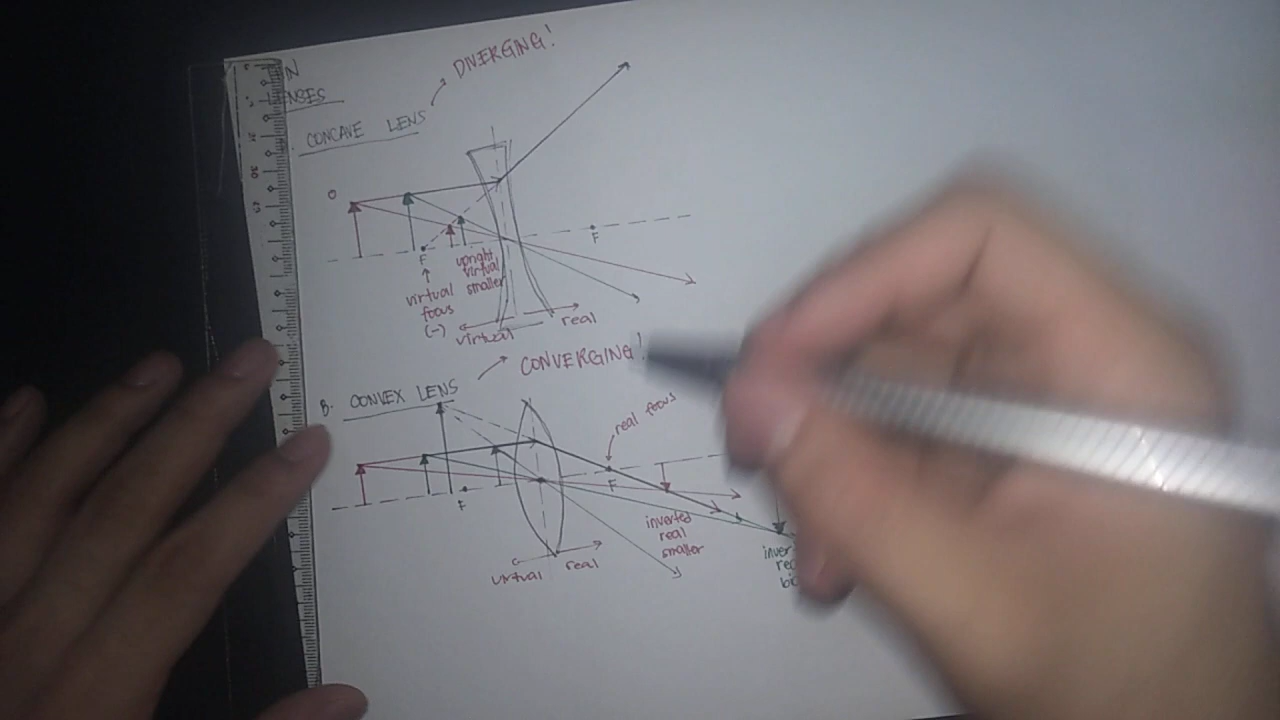 DIVERGING!
CONCAVE LENS
O
F
F
upright
virtual
smaller
virtual
focus
(-)
virtual
real
CONVERGING!
B. CONVEX LENS
real focus
F
F
inverted
real
smaller
virtual
real